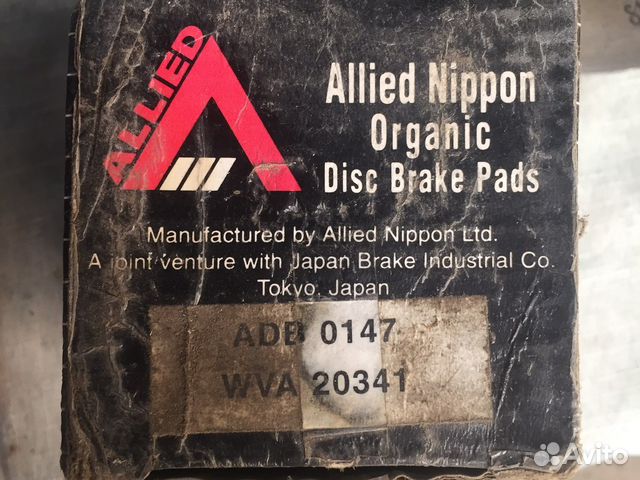 ALLIED
Allied Nippon
Organic
Disc Brake Pads
Manufactured by Allied Nippon Ltd.
A joint venture with Japan Brake Industrial Co.
Tokyo, Japan
ADB 0147
WVA 20341
Avito